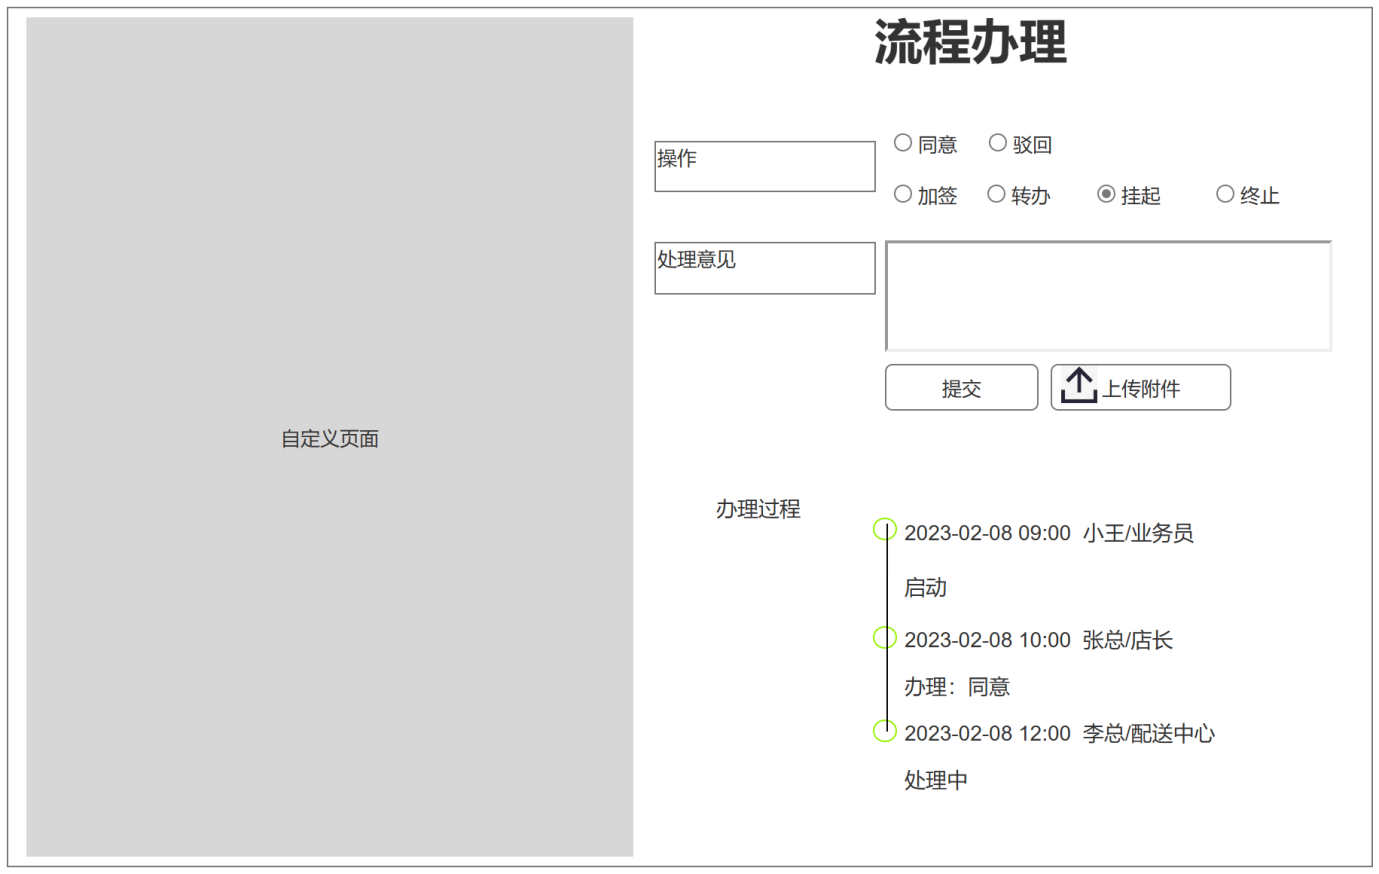 流程办理
操作
同意 驳回
加签 转办 挂起 终止
处理意见
提交 上传附件
自定义页面
办理过程
2023-02-08 09:00 小王/业务员
启动
2023-02-08 10:00 张总/店长
办理：同意
2023-02-08 12:00 李总/配送中心
处理中